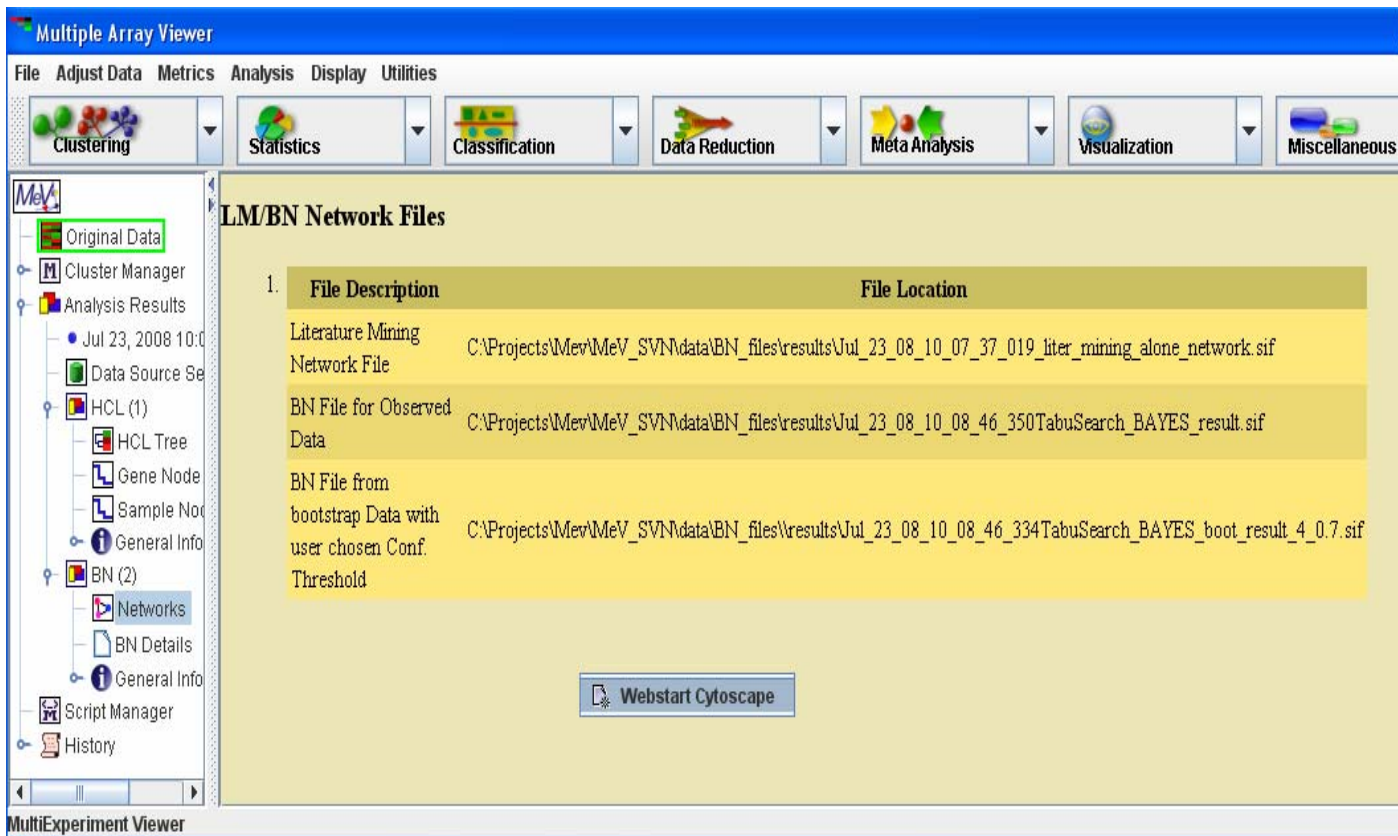 Multiple Array Viewer
File Adjust Data Metrics Analysis Display Utilities
Clustering Statistics Classification Data Reduction Meta Analysis Visualization Miscellaneous
MeV
Original Data
Cluster Manager
Analysis Results
Jul 23, 2008 10:0
Data Source Se
HCL (1)
HCL Tree
Gene Node
Sample Nod
General Info
BN (2)
Networks
BN Details
General Info
Script Manager
History
LM/BN Network Files
1. File Description File Location
Literature Mining
Network File
C:\Projects\Mev\MeV_SVN\data\BN_files\results\Jul_23_08_10_07_37_019_liter_mining_alone_network.sif
BN File for Observed
Data
C:\Projects\Mev\MeV_SVN\data\BN_files\results\Jul_23_08_10_08_46_350TabuSearch_BAYES_result.sif
BN File from
bootstrap Data with
user chosen Conf.
Threshold
C:\Projects\Mev\MeV_SVN\data\BN_files\\results\Jul_23_08_10_08_46_334TabuSearch_BAYES_boot_result_4_0.7.sif
Webstart Cytoscape
MultiExperiment Viewer